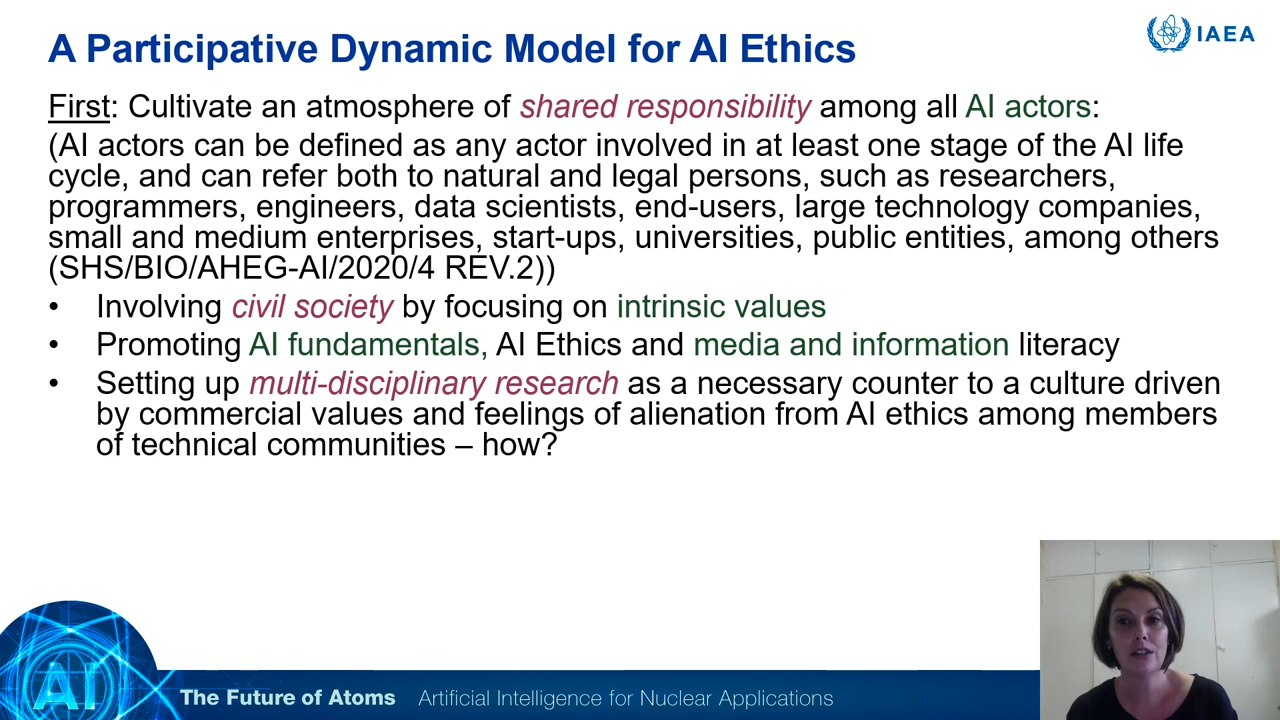 A Participative Dynamic Model for AI Ethics
IAEA
First: Cultivate an atmosphere of shared responsibility among all AI actors:
(AI actors can be defined as any actor involved in at least one stage of the AI life
cycle, and can refer both to natural and legal persons, such as researchers,
programmers, engineers, data scientists, end-users, large technology companies,
small and medium enterprises, start-ups, universities, public entities, among others
(SHS/BIO/AHEG-AI/2020/4 REV.2))
• Involving civil society by focusing on intrinsic values
• Promoting AI fundamentals, AI Ethics and media and information literacy
• Setting up multi-disciplinary research as a necessary counter to a culture driven
by commercial values and feelings of alienation from AI ethics among members
of technical communities – how?
AI
The Future of Atoms Artificial Intelligence for Nuclear Applications